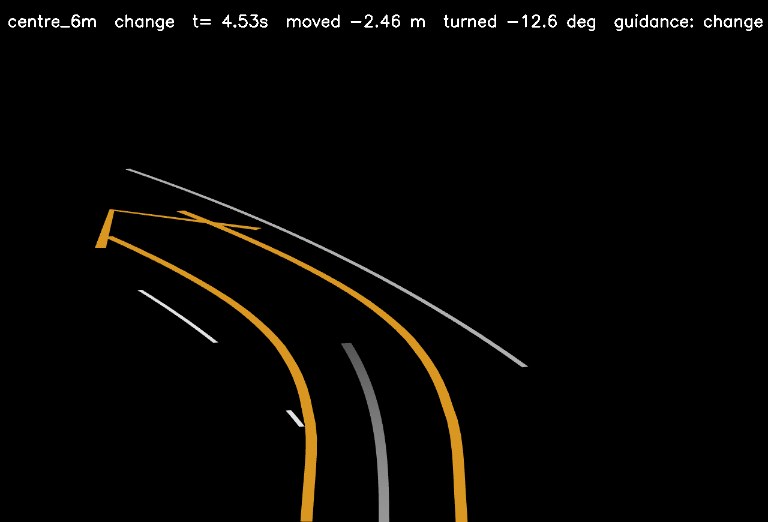 centre_6m change t= 4.53s moved −2.46 m turned −12.6 deg guidance: change